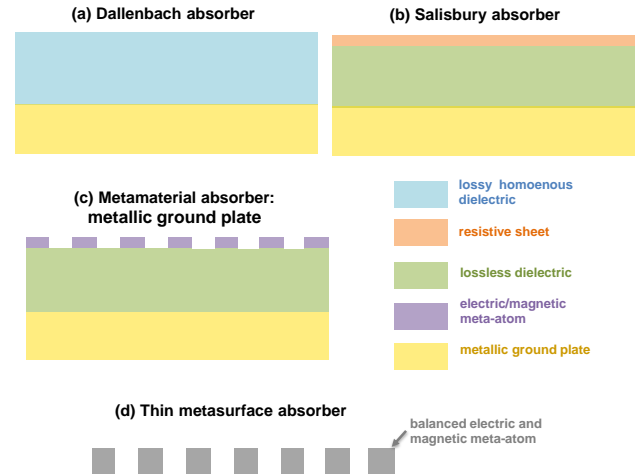 (a) Dallenbach absorber
(b) Salisbury absorber
(c) Metamaterial absorber:
metallic ground plate
lossy homoenous
dielectric
resistive sheet
lossless dielectric
electric/magnetic
meta-atom
metallic ground plate
(d) Thin metasurface absorber
balanced electric and
magnetic meta-atom